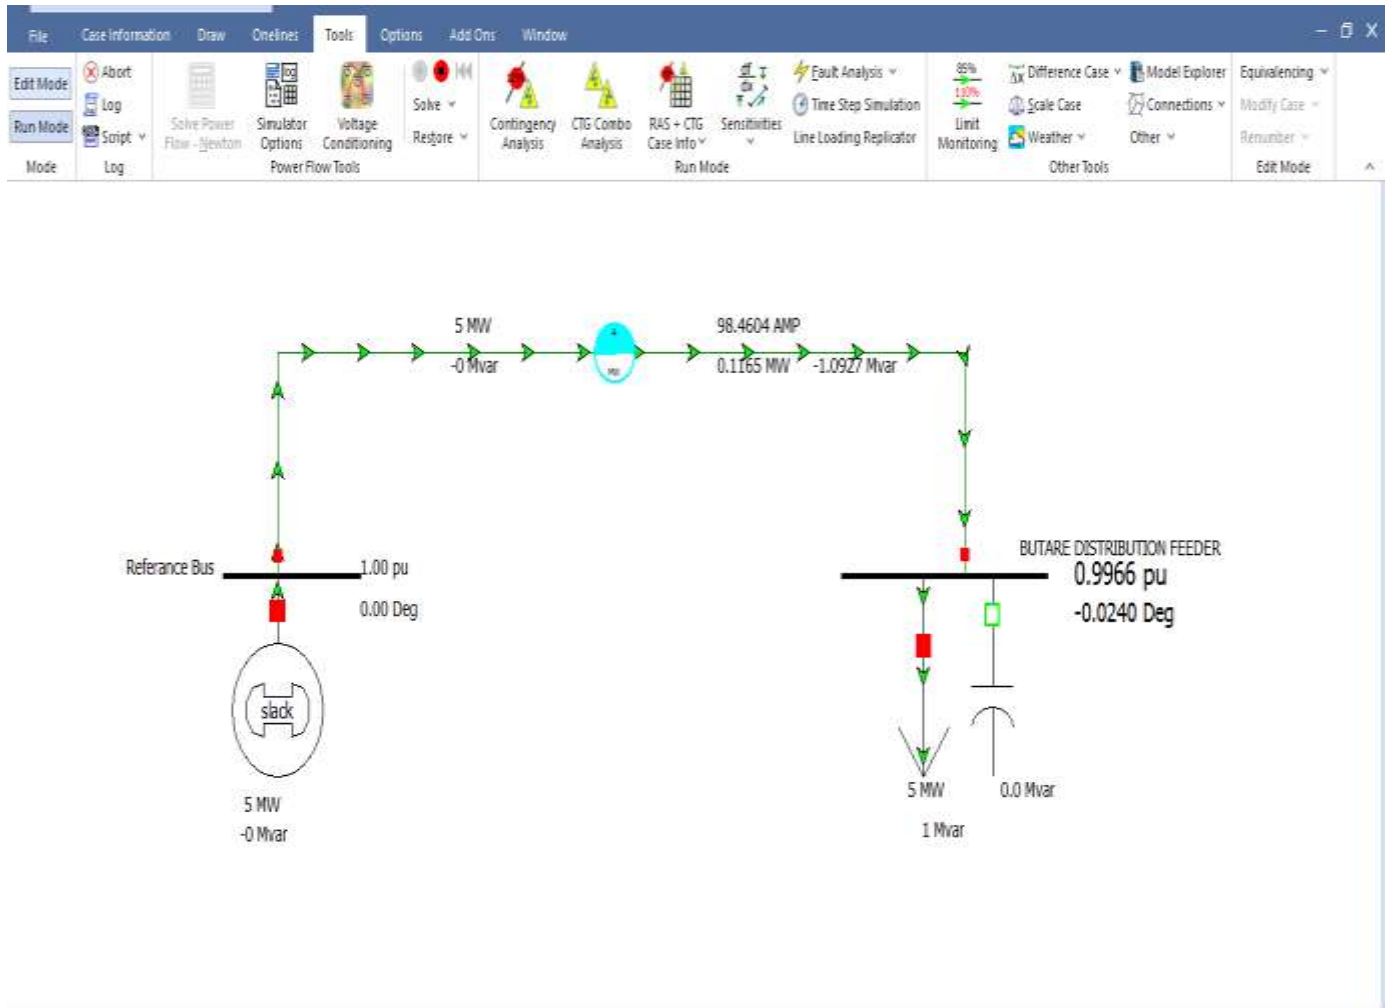 File Case Information Draw Onelines Tools Options Add Ons Window
Edit Mode
Run Mode
Mode
Abort
Log
Script
Log
Solve Power
Flow - Newton
Simulator
Options
Voltage
Conditioning
Solve
Restore
Power Flow Tools
Contingency
Analysis
CTG Combo
Analysis
RAS + CTG
Case Info
Sensitivities
Fault Analysis
Time Step Simulation
Line Loading Replicator
Run Mode
85%
110%
Limit
Monitoring
Difference Case
Scale Case
Weather
Model Explorer
Connections
Other
Other Tools
Equivalencing
Modify Case
Renumber
Edit Mode
5 MW
-0 Mvar
98.4604 AMP
0.1165 MW -1.0927 Mvar
Referance Bus
1.00 pu
0.00 Deg
slack
5 MW
-0 Mvar
BUTARE DISTRIBUTION FEEDER
0.9966 pu
-0.0240 Deg
5 MW
1 Mvar
0.0 Mvar